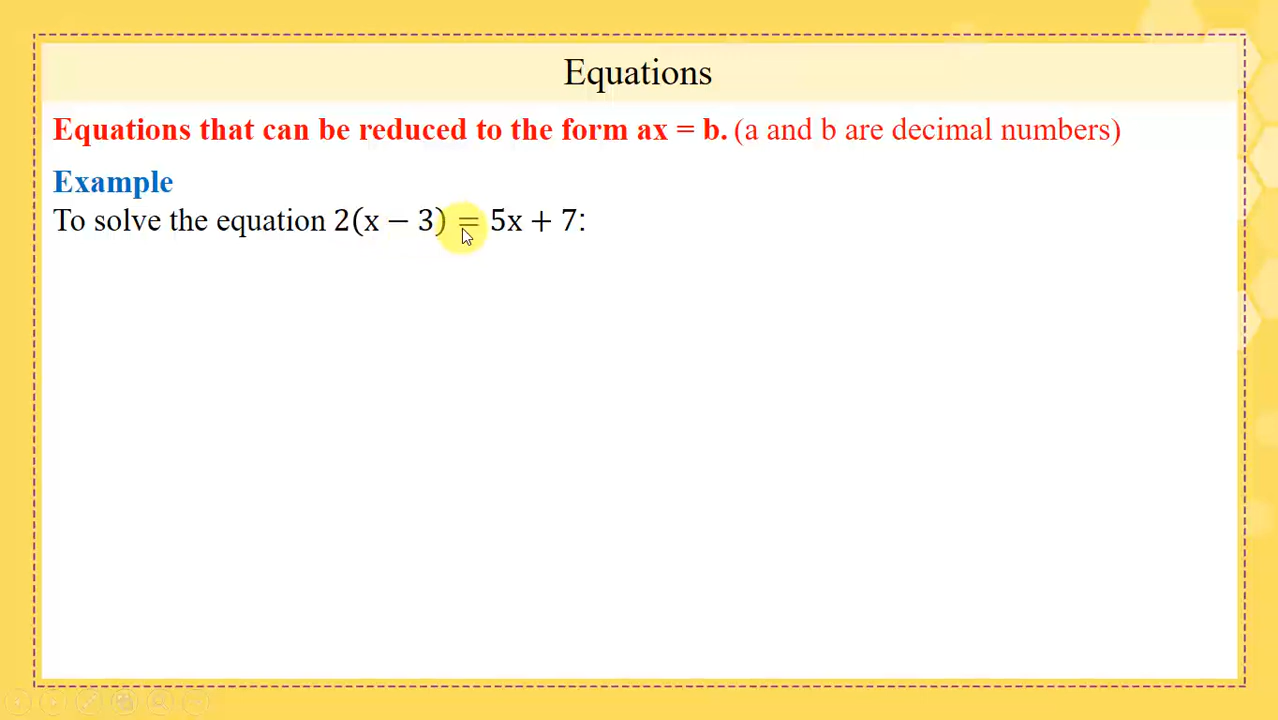 Equations
Equations that can be reduced to the form ax = b. (a and b are decimal numbers)
Example
To solve the equation 2(x − 3) = 5x + 7: